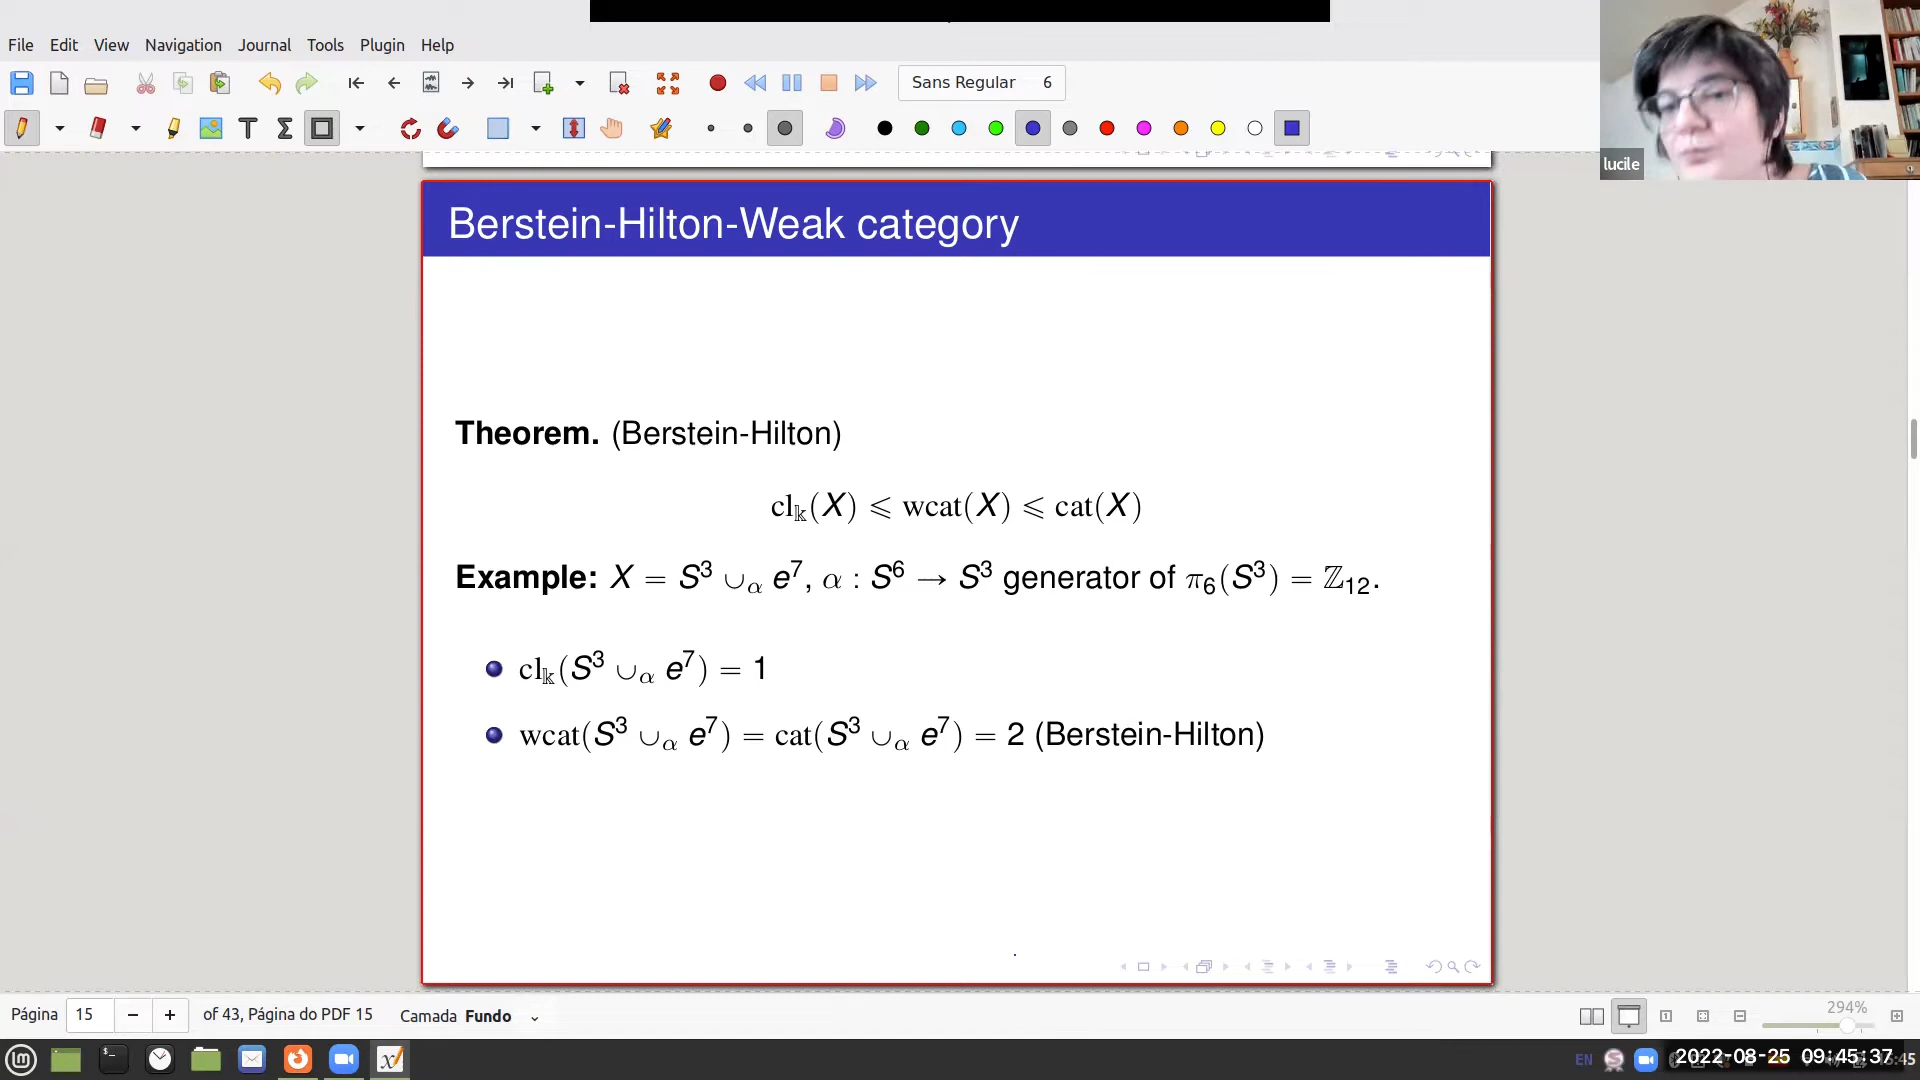 File Edit View Navigation Journal Tools Plugin Help
Sans Regular 6
lucile
Berstein-Hilton-Weak category
Theorem. (Berstein-Hilton)
cl𝕜(X) ⩽ wcat(X) ⩽ cat(X)
Example: X = S³ ∪α e⁷, α : S⁶ → S³ generator of π₆(S³) = ℤ₁₂.
cl𝕜(S³ ∪α e⁷) = 1
wcat(S³ ∪α e⁷) = cat(S³ ∪α e⁷) = 2 (Berstein-Hilton)
Página 15 of 43, Página do PDF 15 Camada Fundo
294%
EN 2022-08-25 09:45:37